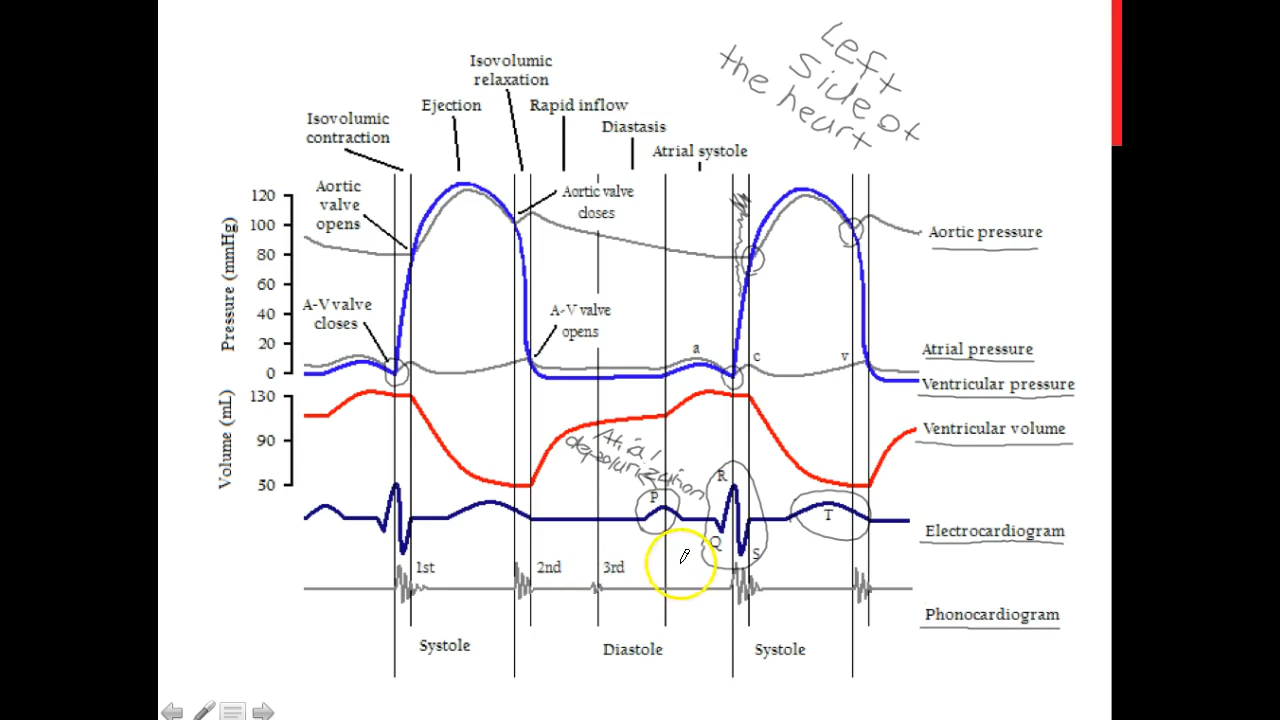 Left
Side of
the heart
Isovolumic
relaxation
Ejection
Rapid inflow
Isovolumic
contraction
Diastasis
Atrial systole
Aortic
valve
opens
Aortic valve
closes
A-V valve
closes
A-V valve
opens
Pressure (mmHg)
120
100
80
60
40
20
0
a
c
v
Aortic pressure
Atrial pressure
Ventricular pressure
Volume (mL)
130
90
50
Ventricular volume
Atrial
depolarization
P
R
Q
S
T
Electrocardiogram
1st
2nd
3rd
Phonocardiogram
Systole
Diastole
Systole